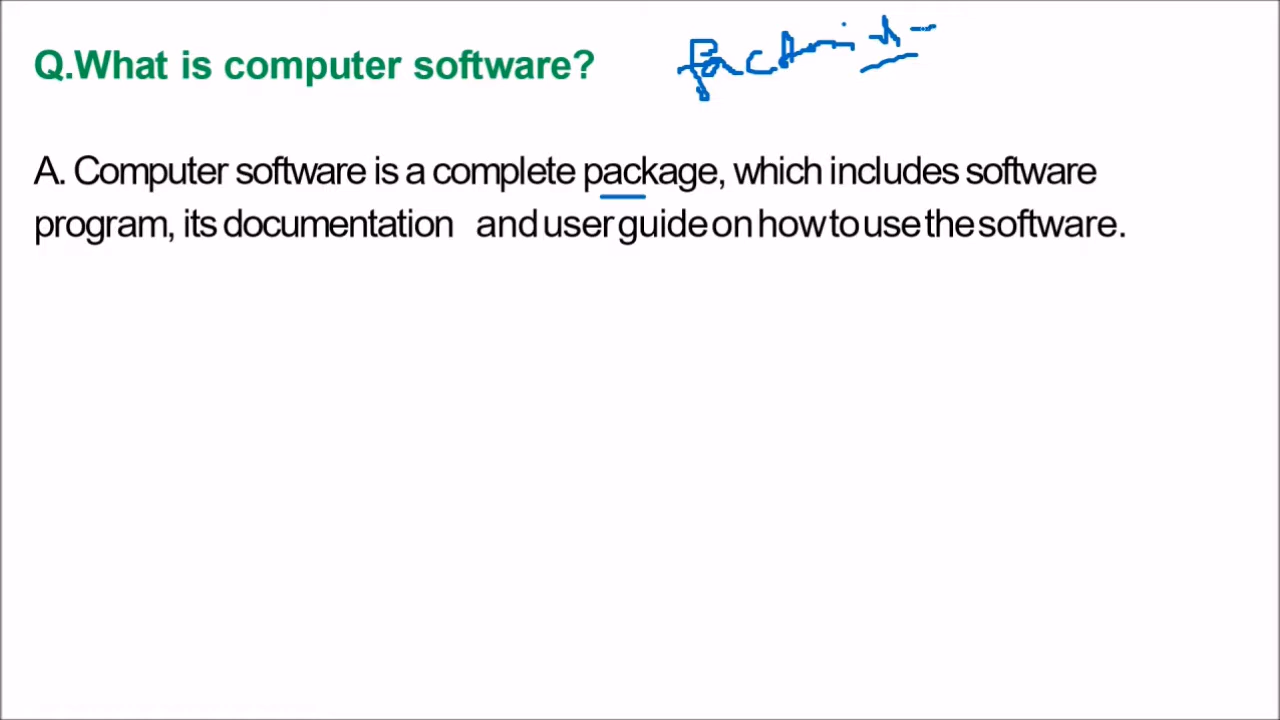 Q.What is computer software?
A. Computer software is a complete package, which includes software
program, its documentation and user guide on how to use the software.